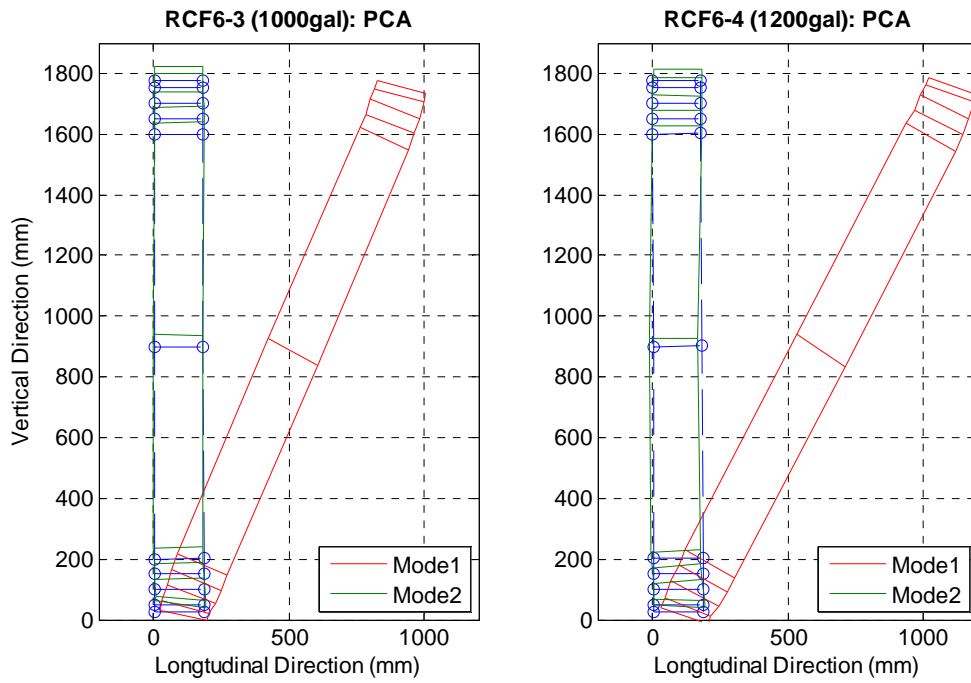 RCF6-3 (1000gal): PCA
1800
1600
1400
1200
1000
800
600
400
200
0
Vertical Direction (mm)
0
500
1000
Longtudinal Direction (mm)
Mode1
Mode2
RCF6-4 (1200gal): PCA
1800
1600
1400
1200
1000
800
600
400
200
0
0
500
1000
Longtudinal Direction (mm)
Mode1
Mode2